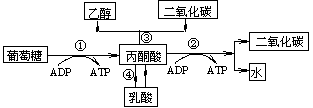 乙醇 二氧化碳
① ③ ② 二氧化碳
葡萄糖 丙酮酸
ADP ATP ④ ADP ATP 水
乳酸